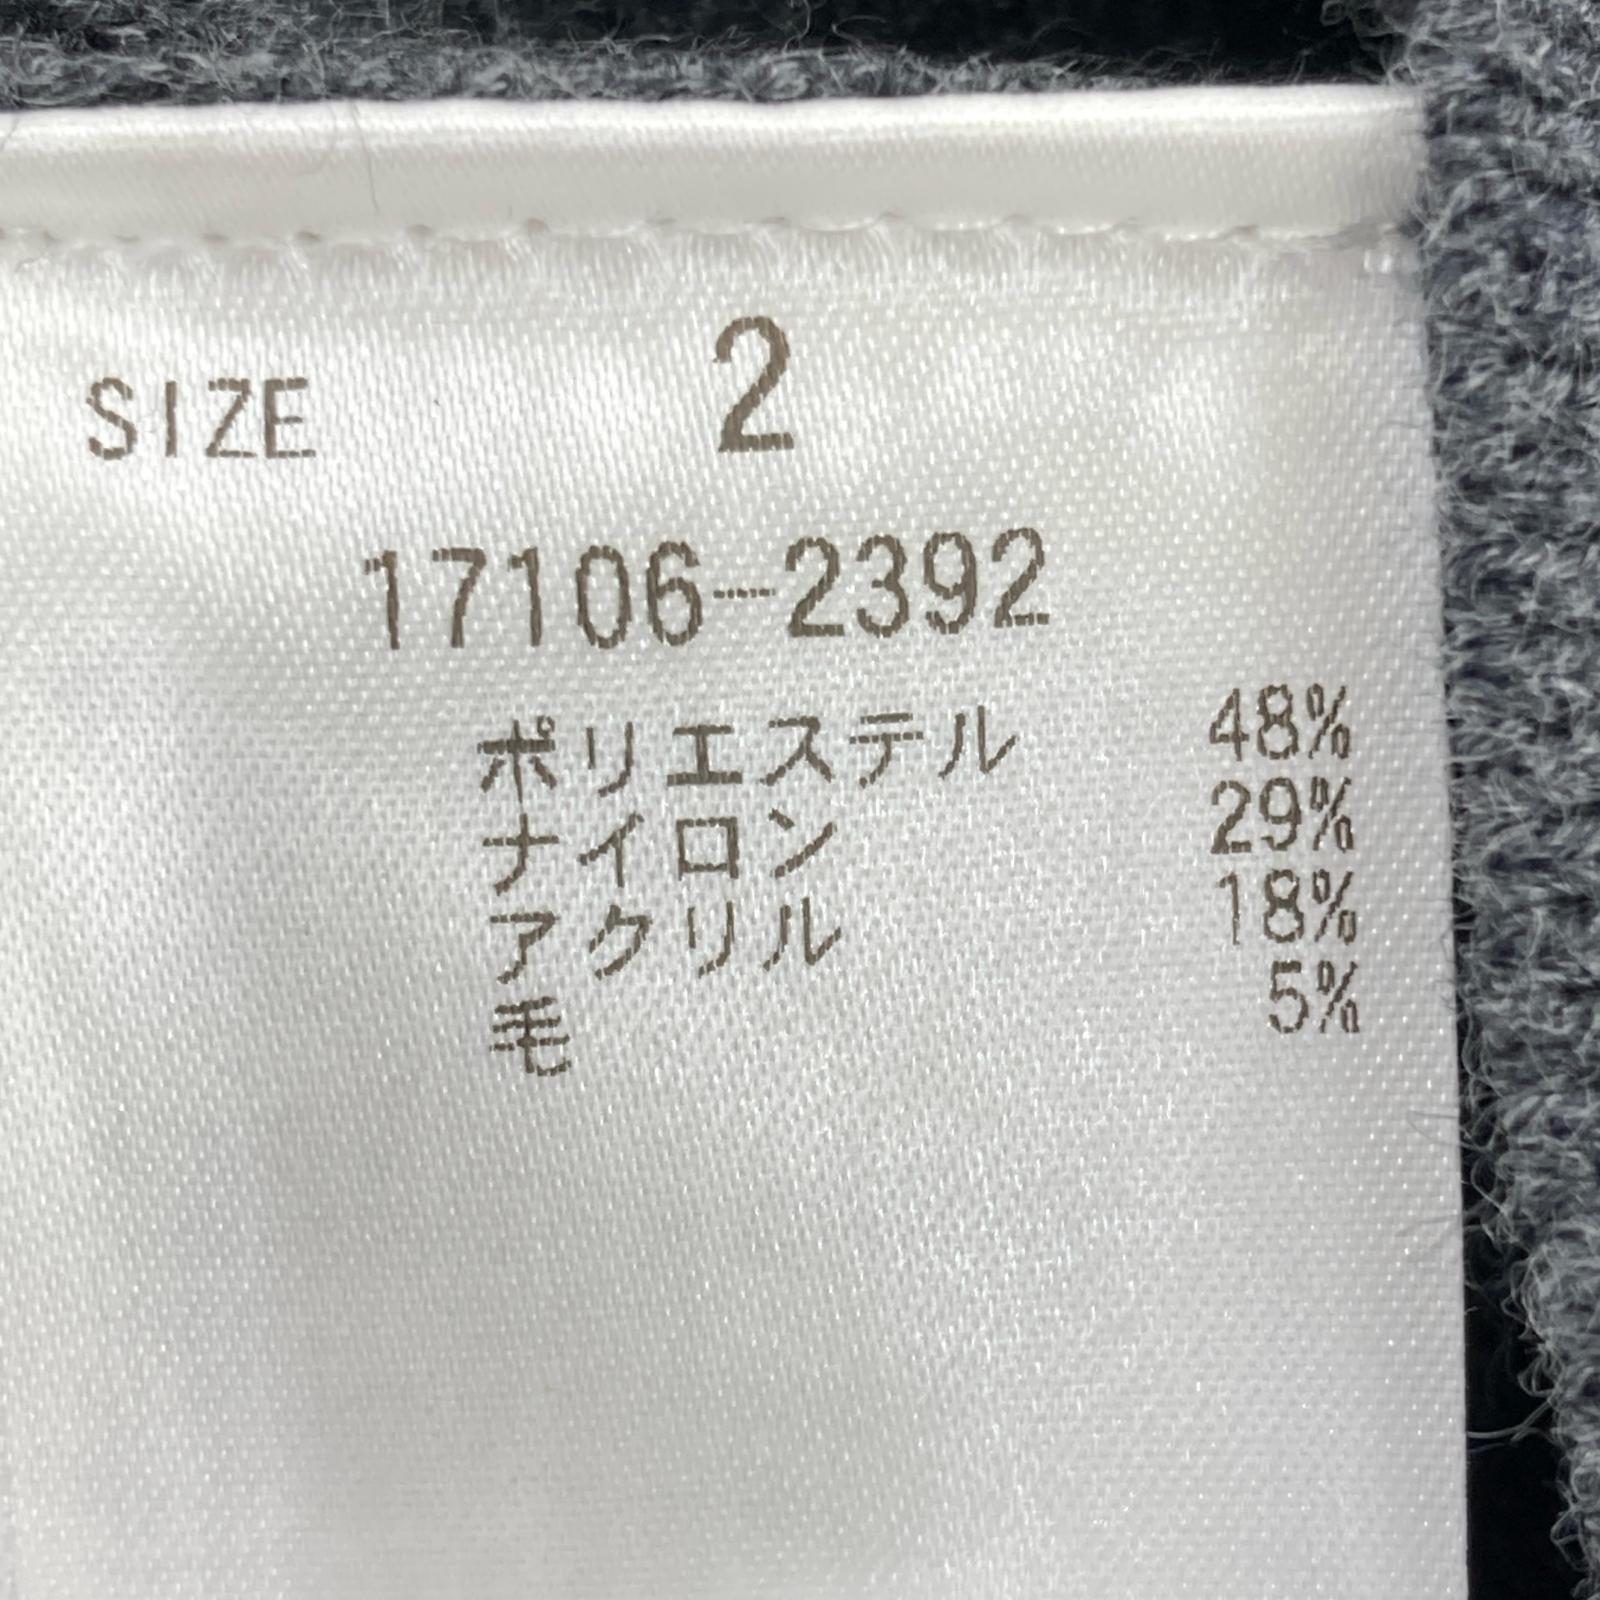 SIZE 2
17106-2392
ポリエステル 48%
ナイロン 29%
アクリル 18%
毛 5%